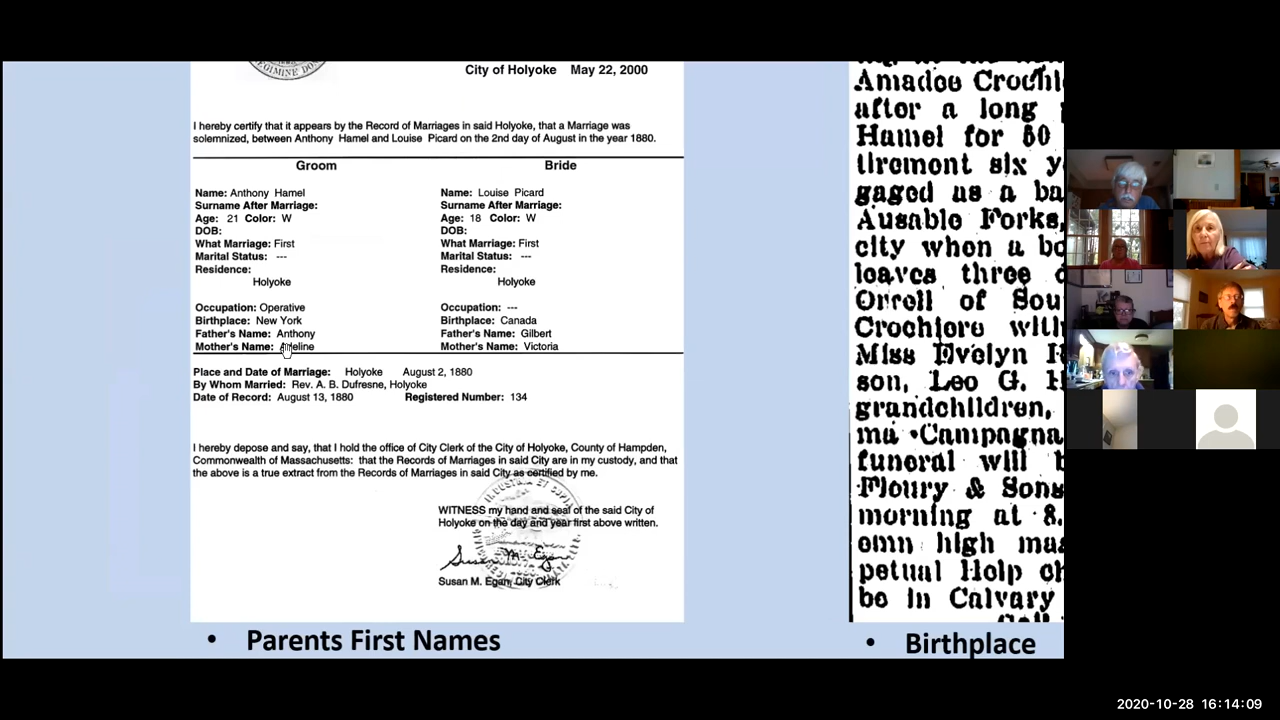 City of Holyoke May 22, 2000
I hereby certify that it appears by the Record of Marriages in said Holyoke, that a Marriage was
solemnized, between Anthony Hamel and Louise Picard on the 2nd day of August in the year 1880.
Groom Bride
Name: Anthony Hamel Name: Louise Picard
Surname After Marriage: Surname After Marriage:
Age: 21 Color: W Age: 18 Color: W
DOB: DOB:
What Marriage: First What Marriage: First
Marital Status: --- Marital Status: ---
Residence: Residence:
Holyoke Holyoke
Occupation: Operative Occupation: ---
Birthplace: New York Birthplace: Canada
Father's Name: Anthony Father's Name: Gilbert
Mother's Name: Mother's Name: Victoria
Place and Date of Marriage: Holyoke August 2, 1880
By Whom Married: Rev. A. B. Dufresne, Holyoke
Date of Record: August 13, 1880 Registered Number: 134
I hereby depose and say, that I hold the office of City Clerk of the City of Holyoke, County of Hampden,
Commonwealth of Massachusetts: that the Records of Marriages in said City are in my custody, and that
the above is a true extract from the Records of Marriages in said City as certified by me.
WITNESS my hand and seal of the said City of
Holyoke on the day and year first above written.
Susan M. Egan
Susan M. Egan, City Clerk
• Parents First Names
Amadee
after a long
Hamel for 50
tirement six
gaged as a
Ausable Forks,
city when a
leaves three
Orrell of
Crochiere
Miss Evelyn
son, Leo G.
grandchildren,
Campagna
funeral will
Fleury & Sons
morning at 8.
high
petual Help
be in Calvary
• Birthplace
2020-10-28 16:14:09